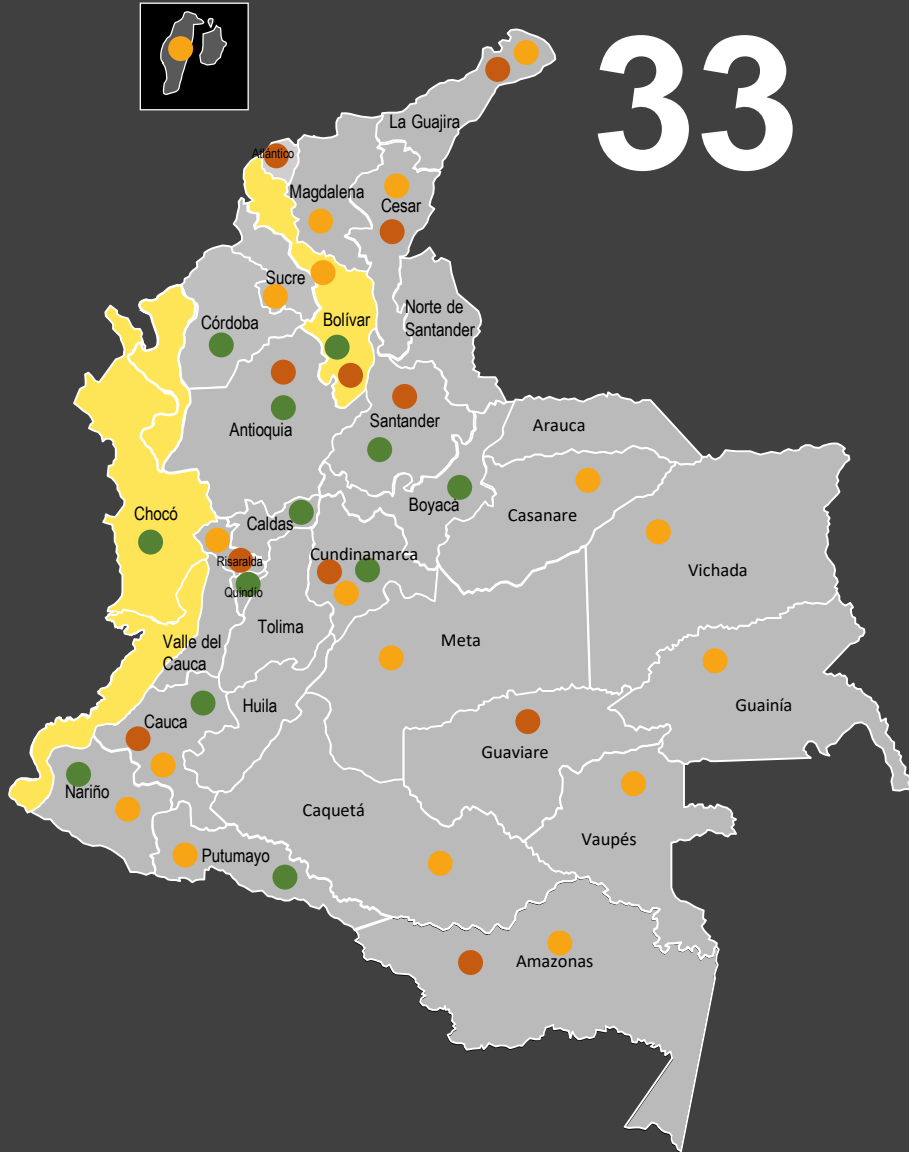 33
La Guajira
Atlántico
Magdalena
Cesar
Sucre
Norte de
Santander
Bolívar
Córdoba
Santander
Antioquia
Arauca
Boyacá
Casanare
Chocó
Caldas
Cundinamarca
Risaralda
Vichada
Quindío
Tolima
Meta
Valle del
Cauca
Guainía
Huila
Cauca
Guaviare
Nariño
Caquetá
Vaupés
Putumayo
Amazonas